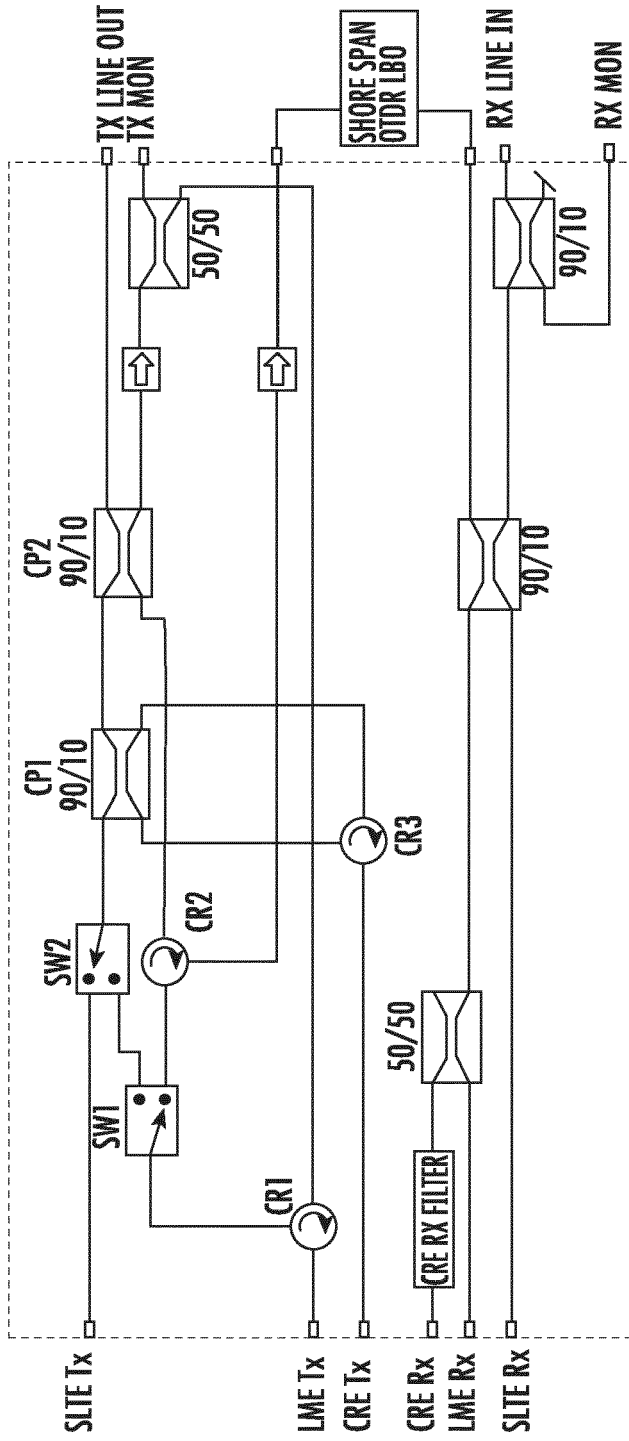 TX LINE OUT
TX MON
SHORE SPAN
OTDR LBO
RX LINE IN
RX MON
50/50
90/10
CP2
90/10
90/10
CP1
90/10
CR3
SW2
CR2
50/50
SW1
CR1
CRE RX FILTER
SLTE Tx
LME Tx
CRE Tx
CRE Rx
LME Rx
SLTE Rx